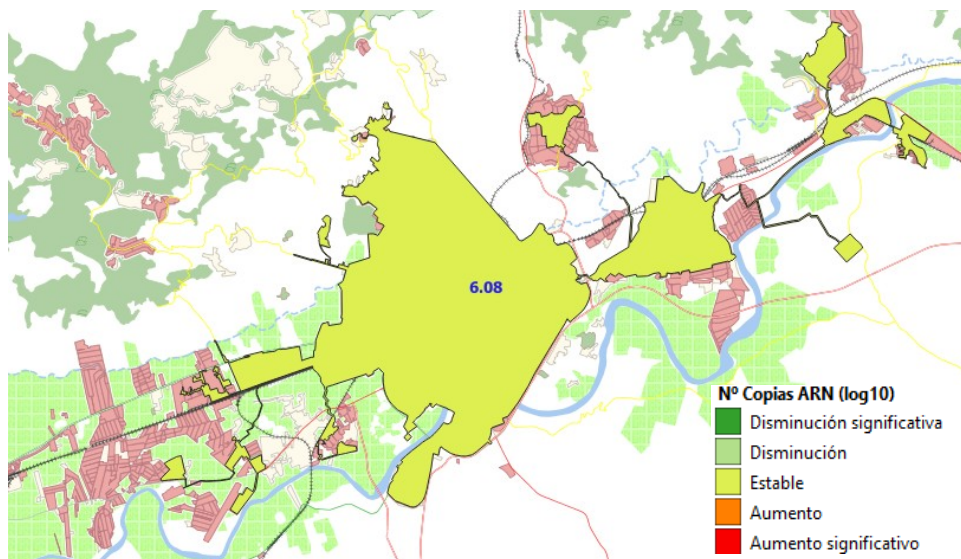 6.08
Nº Copias ARN (log10)
Disminución significativa
Disminución
Estable
Aumento
Aumento significativo